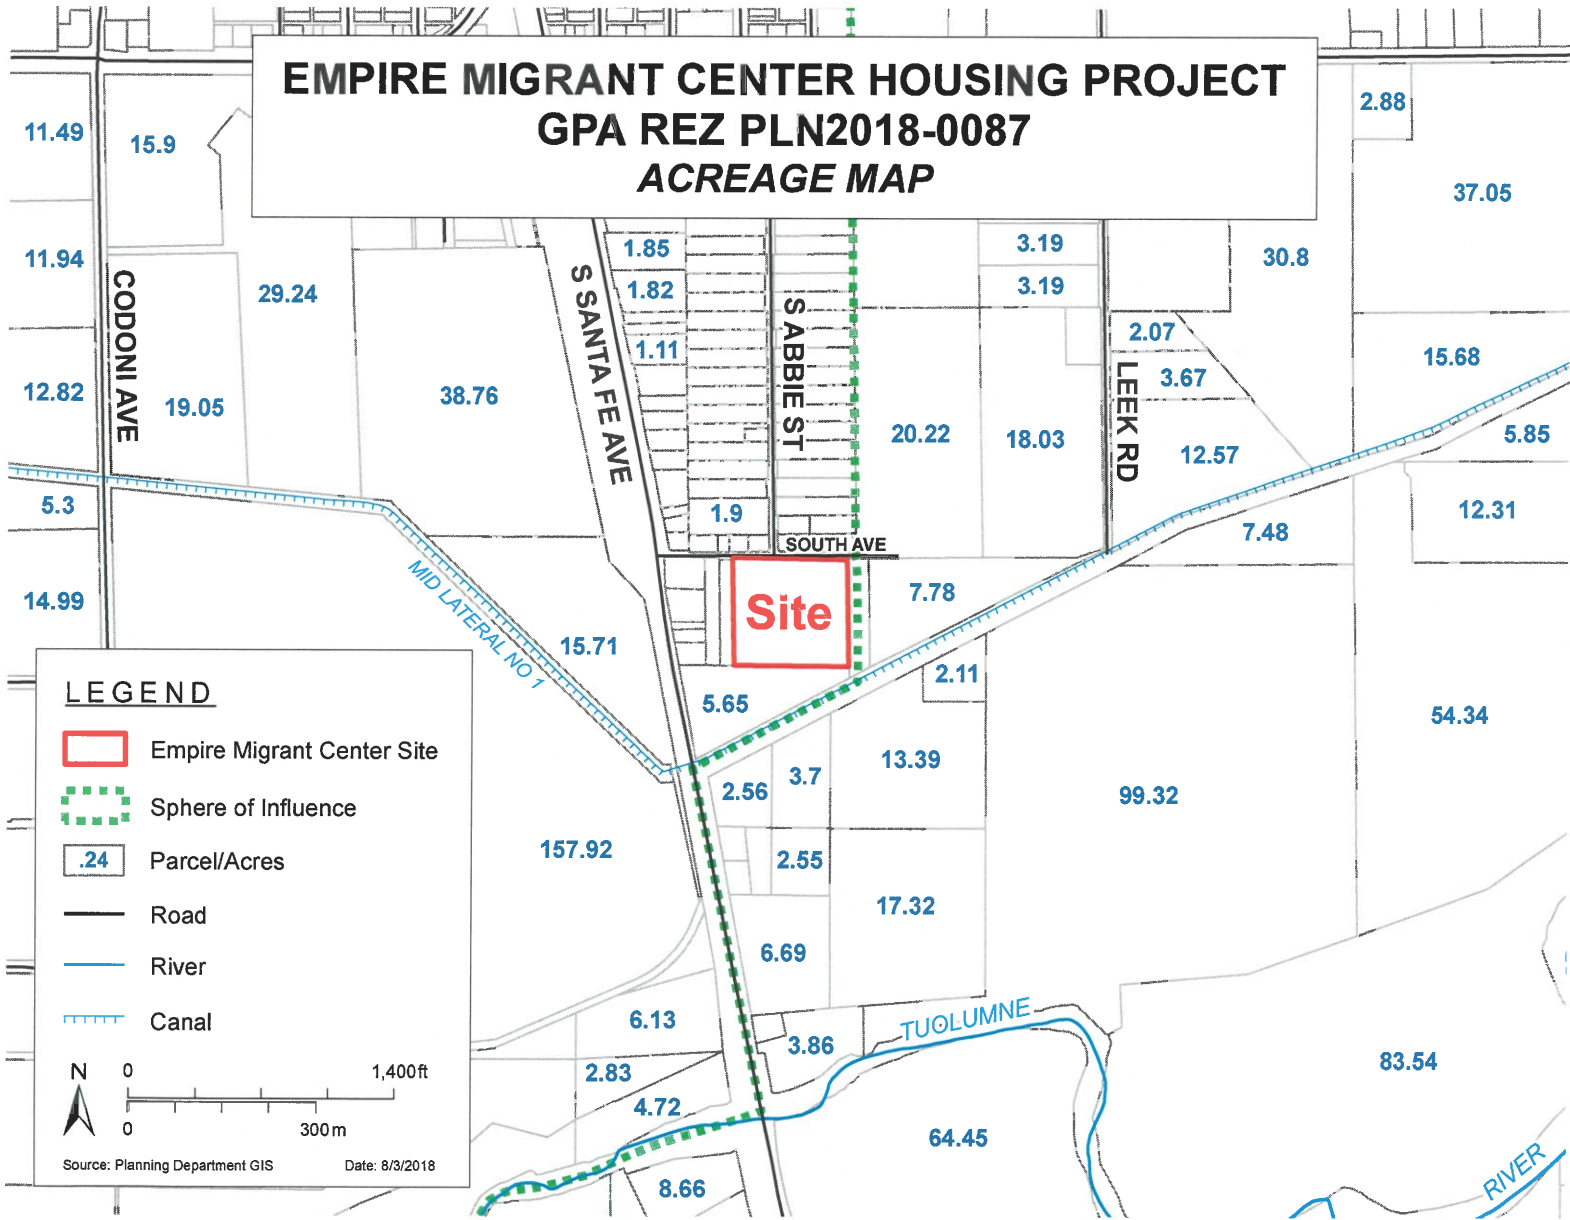 EMPIRE MIGRANT CENTER HOUSING PROJECT
GPA REZ PLN2018-0087
ACREAGE MAP
11.49
15.9
2.88
37.05
11.94
29.24
1.85
3.19
30.8
1.82
3.19
CODONI AVE
S SANTA FE AVE
S ABBIE ST
1.11
2.07
15.68
LEEK RD
3.67
12.82
19.05
38.76
20.22
18.03
12.57
5.85
5.3
1.9
12.31
7.48
SOUTH AVE
MID LATERAL NO 1
14.99
Site
7.78
15.71
2.11
5.65
54.34
13.39
3.7
2.56
99.32
157.92
2.55
17.32
6.69
6.13
TUOLUMNE
3.86
2.83
83.54
4.72
64.45
8.66
RIVER
LEGEND
Empire Migrant Center Site
Sphere of Influence
.24 Parcel/Acres
Road
River
Canal
N
0 1,400ft
0 300m
Source: Planning Department GIS Date: 8/3/2018